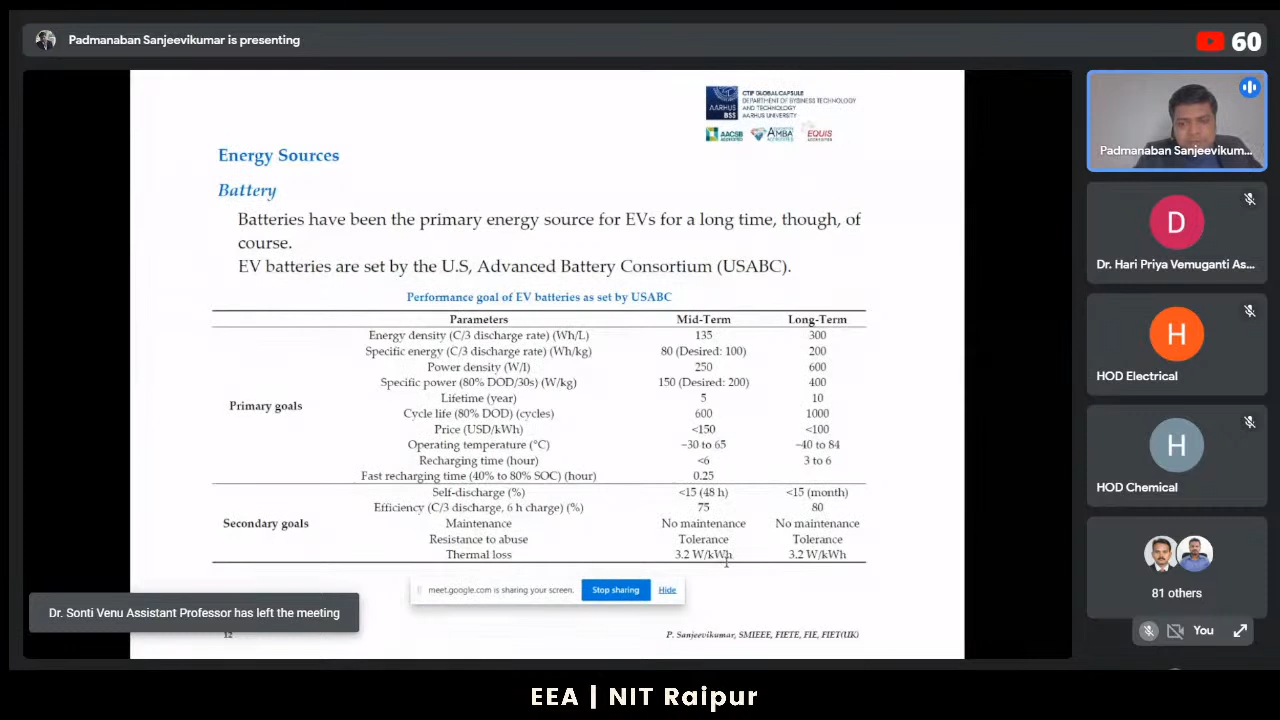 Padmanaban Sanjeevikumar is presenting
60
CTIF GLOBAL CAPSULE
DEPARTMENT OF BUSINESS TECHNOLOGY
AND TECHNOLOGY
AARHUS UNIVERSITY
AARHUS
BSS
AACSB
ACCREDITED
AMBA
ACCREDITED
EQUIS
ACCREDITED
Energy Sources
Battery
Batteries have been the primary energy source for EVs for a long time, though, of
course.
EV batteries are set by the U.S, Advanced Battery Consortium (USABC).
Performance goal of EV batteries as set by USABC
Parameters Mid-Term Long-Term
Primary goals
Energy density (C/3 discharge rate) (Wh/L) 135 300
Specific energy (C/3 discharge rate) (Wh/kg) 80 (Desired: 100) 200
Power density (W/l) 250 600
Specific power (80% DOD/30s) (W/kg) 150 (Desired: 200) 400
Lifetime (year) 5 10
Cycle life (80% DOD) (cycles) 600 1000
Price (USD/kWh) <150 <100
Operating temperature (°C) −30 to 65 −40 to 84
Recharging time (hour) <6 3 to 6
Fast recharging time (40% to 80% SOC) (hour) 0.25
Secondary goals
Self-discharge (%) <15 (48 h) <15 (month)
Efficiency (C/3 discharge, 6 h charge) (%) 75 80
Maintenance No maintenance No maintenance
Resistance to abuse Tolerance Tolerance
Thermal loss 3.2 W/kWh 3.2 W/kWh
meet.google.com is sharing your screen. Stop sharing Hide
Dr. Sonti Venu Assistant Professor has left the meeting
12
P. Sanjeevikumar, SMIEEE, FIETE, FIE, FIET(UK)
Padmanaban Sanjeevikum...
D
Dr. Hari Priya Vemuganti As...
H
HOD Electrical
H
HOD Chemical
81 others
You
EEA | NIT Raipur